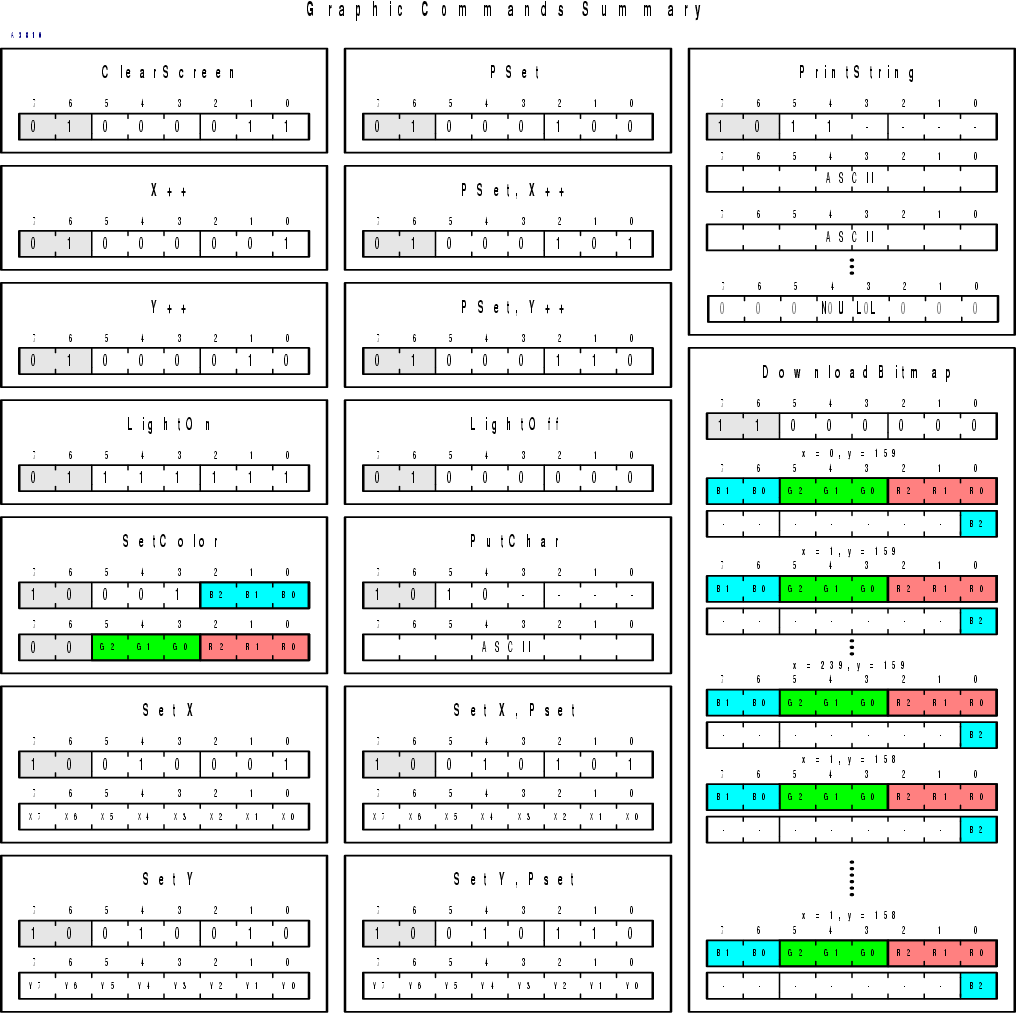 Graphic Commands Summary
ClearScreen
7 6 5 4 3 2 1 0
0 1 0 0 0 0 1 1
X++
7 6 5 4 3 2 1 0
0 1 0 0 0 0 0 1
Y++
7 6 5 4 3 2 1 0
0 1 0 0 0 0 1 0
LightOn
7 6 5 4 3 2 1 0
0 1 1 1 1 1 1 1
SetColor
7 6 5 4 3 2 1 0
1 0 0 0 1 B2 B1 B0
7 6 5 4 3 2 1 0
0 0 G2 G1 G0 R2 R1 R0
SetX
7 6 5 4 3 2 1 0
1 0 0 1 0 0 0 1
7 6 5 4 3 2 1 0
X7 X6 X5 X4 X3 X2 X1 X0
SetY
7 6 5 4 3 2 1 0
1 0 0 1 0 0 1 0
7 6 5 4 3 2 1 0
Y7 Y6 Y5 Y4 Y3 Y2 Y1 Y0
PSet
7 6 5 4 3 2 1 0
0 1 0 0 0 1 0 0
PSet, X++
7 6 5 4 3 2 1 0
0 1 0 0 0 1 0 1
PSet, Y++
7 6 5 4 3 2 1 0
0 1 0 0 0 1 1 0
LightOff
7 6 5 4 3 2 1 0
0 1 0 0 0 0 0 0
PutChar
7 6 5 4 3 2 1 0
1 0 1 0 - - - -
7 6 5 4 3 2 1 0
ASCII
SetX, Pset
7 6 5 4 3 2 1 0
1 0 0 1 0 1 0 1
7 6 5 4 3 2 1 0
X7 X6 X5 X4 X3 X2 X1 X0
SetY, Pset
7 6 5 4 3 2 1 0
1 0 0 1 0 1 1 0
7 6 5 4 3 2 1 0
Y7 Y6 Y5 Y4 Y3 Y2 Y1 Y0
PrintString
7 6 5 4 3 2 1 0
1 0 1 1 - - - -
7 6 5 4 3 2 1 0
ASCII
7 6 5 4 3 2 1 0
ASCII
7 6 5 4 3 2 1 0
0 0 0 0 0 0 0 0
NULL
DownloadBitmap
7 6 5 4 3 2 1 0
1 1 0 0 0 0 0 0
x=0, y=159
7 6 5 4 3 2 1 0
B1 B0 G2 G1 G0 R2 R1 R0
- - - - - - - B2
x=1, y=159
7 6 5 4 3 2 1 0
B1 B0 G2 G1 G0 R2 R1 R0
- - - - - - - B2
x=239, y=159
7 6 5 4 3 2 1 0
B1 B0 G2 G1 G0 R2 R1 R0
- - - - - - - B2
x=1, y=158
7 6 5 4 3 2 1 0
B1 B0 G2 G1 G0 R2 R1 R0
- - - - - - - B2
x=1, y=158
7 6 5 4 3 2 1 0
B1 B0 G2 G1 G0 R2 R1 R0
- - - - - - - B2